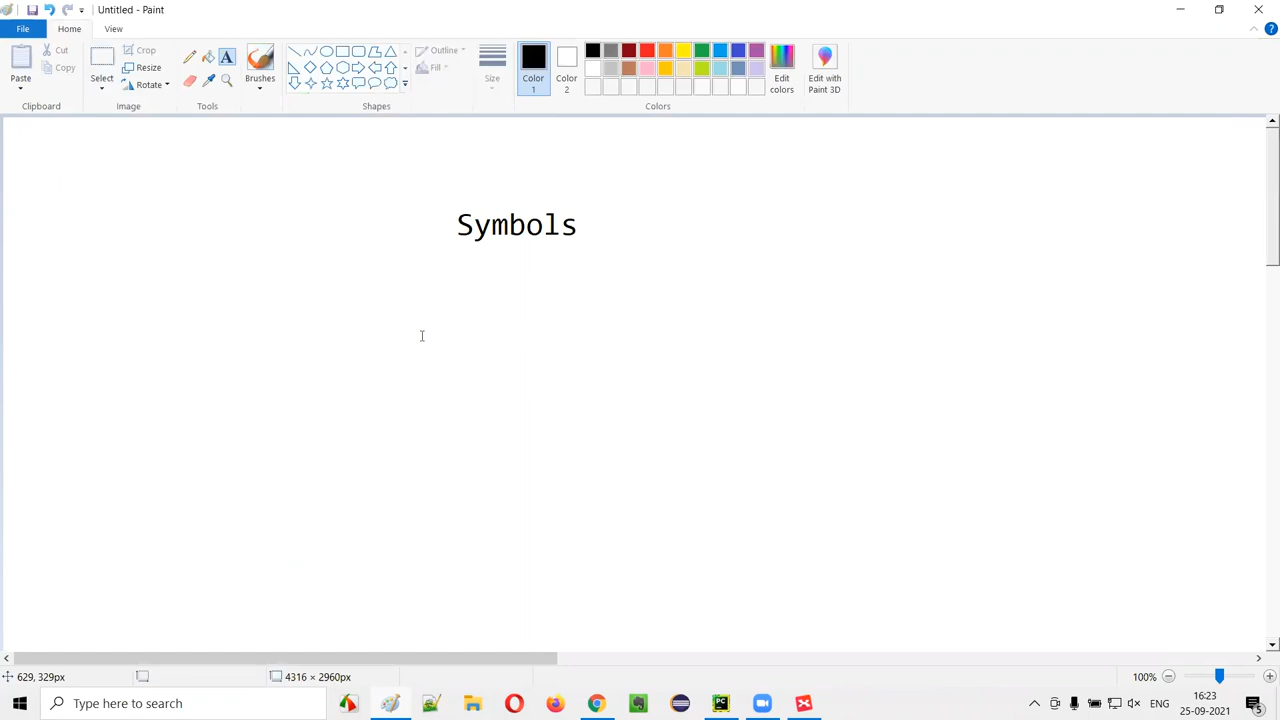 Untitled - Paint
File
Home
View
Paste
Cut
Copy
Clipboard
Select
Crop
Resize
Rotate
Image
A
Tools
Brushes
Shapes
Outline
Fill
Size
Color 1
Color 2
Colors
Edit colors
Edit with Paint 3D
Symbols
629, 329px
4316 × 2960px
100%
Type here to search
PC
ENG
16:23
25-09-2021
5